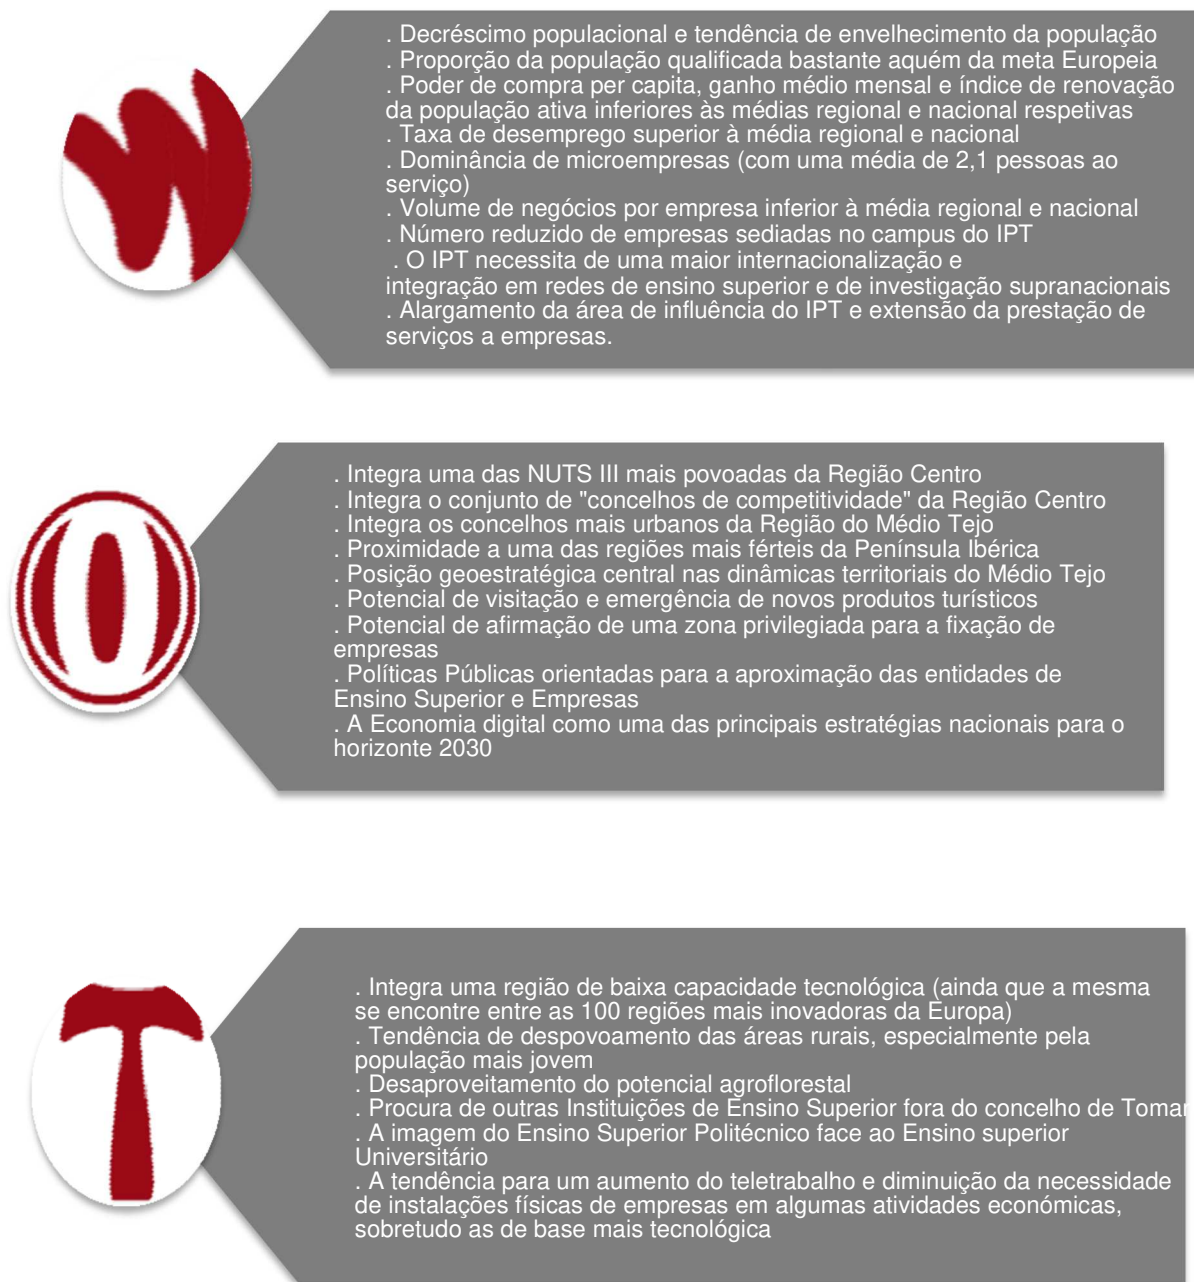 W
. Decréscimo populacional e tendência de envelhecimento da população
. Proporção da população qualificada bastante aquém da meta Europeia
. Poder de compra per capita, ganho médio mensal e índice de renovação
da população ativa inferiores às médias regional e nacional respetivas
. Taxa de desemprego superior à média regional e nacional
. Dominância de microempresas (com uma média de 2,1 pessoas ao
serviço)
. Volume de negócios por empresa inferior à média regional e nacional
. Número reduzido de empresas sediadas no campus do IPT
. O IPT necessita de uma maior internacionalização e
integração em redes de ensino superior e de investigação supranacionais
. Alargamento da área de influência do IPT e extensão da prestação de
serviços a empresas.
O
. Integra uma das NUTS III mais povoadas da Região Centro
. Integra o conjunto de "concelhos de competitividade" da Região Centro
. Integra os concelhos mais urbanos da Região do Médio Tejo
. Proximidade a uma das regiões mais férteis da Península Ibérica
. Posição geoestratégica central nas dinâmicas territoriais do Médio Tejo
. Potencial de visitação e emergência de novos produtos turísticos
. Potencial de afirmação de uma zona privilegiada para a fixação de
empresas
. Políticas Públicas orientadas para a aproximação das entidades de
Ensino Superior e Empresas
. A Economia digital como uma das principais estratégias nacionais para o
horizonte 2030
T
. Integra uma região de baixa capacidade tecnológica (ainda que a mesma
se encontre entre as 100 regiões mais inovadoras da Europa)
. Tendência de despovoamento das áreas rurais, especialmente pela
população mais jovem
. Desaproveitamento do potencial agroflorestal
. Procura de outras Instituições de Ensino Superior fora do concelho de Tomar
. A imagem do Ensino Superior Politécnico face ao Ensino superior
Universitário
. A tendência para um aumento do teletrabalho e diminuição da necessidade
de instalações físicas de empresas em algumas atividades económicas,
sobretudo as de base mais tecnológica